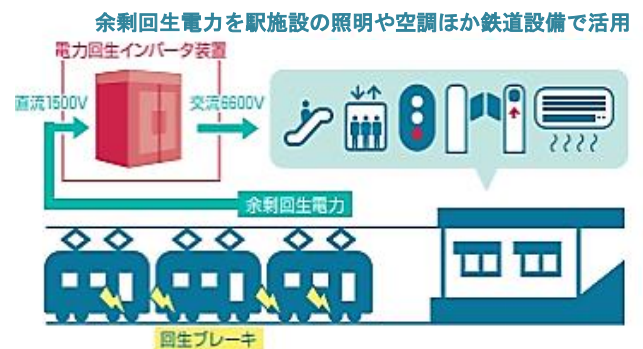 余剰回生電力を駅施設の照明や空調ほか鉄道設備で活用
電力回生インバータ装置
直流1500V
交流6600V
余剰回生電力
回生ブレーキ